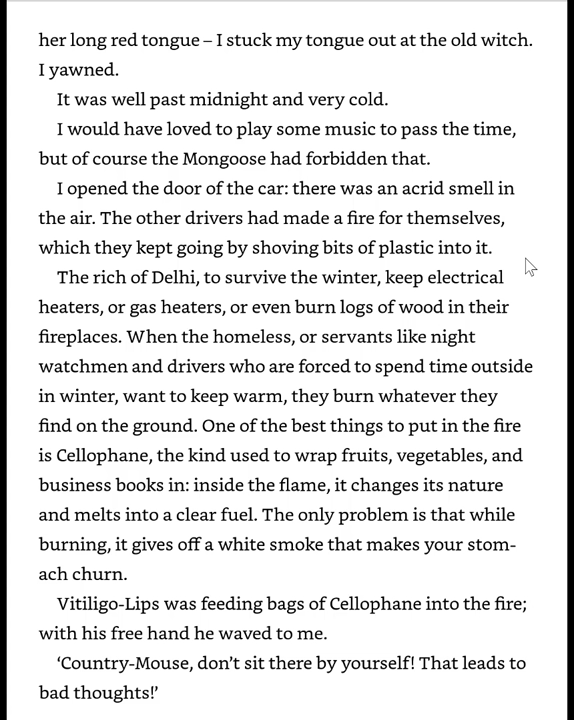 her long red tongue – I stuck my tongue out at the old witch.
I yawned.
It was well past midnight and very cold.
I would have loved to play some music to pass the time,
but of course the Mongoose had forbidden that.
I opened the door of the car: there was an acrid smell in
the air. The other drivers had made a fire for themselves,
which they kept going by shoving bits of plastic into it.
The rich of Delhi, to survive the winter, keep electrical
heaters, or gas heaters, or even burn logs of wood in their
fireplaces. When the homeless, or servants like night
watchmen and drivers who are forced to spend time outside
in winter, want to keep warm, they burn whatever they
find on the ground. One of the best things to put in the fire
is Cellophane, the kind used to wrap fruits, vegetables, and
business books in: inside the flame, it changes its nature
and melts into a clear fuel. The only problem is that while
burning, it gives off a white smoke that makes your stom-
ach churn.
Vitiligo-Lips was feeding bags of Cellophane into the fire;
with his free hand he waved to me.
‘Country-Mouse, don’t sit there by yourself! That leads to
bad thoughts!’